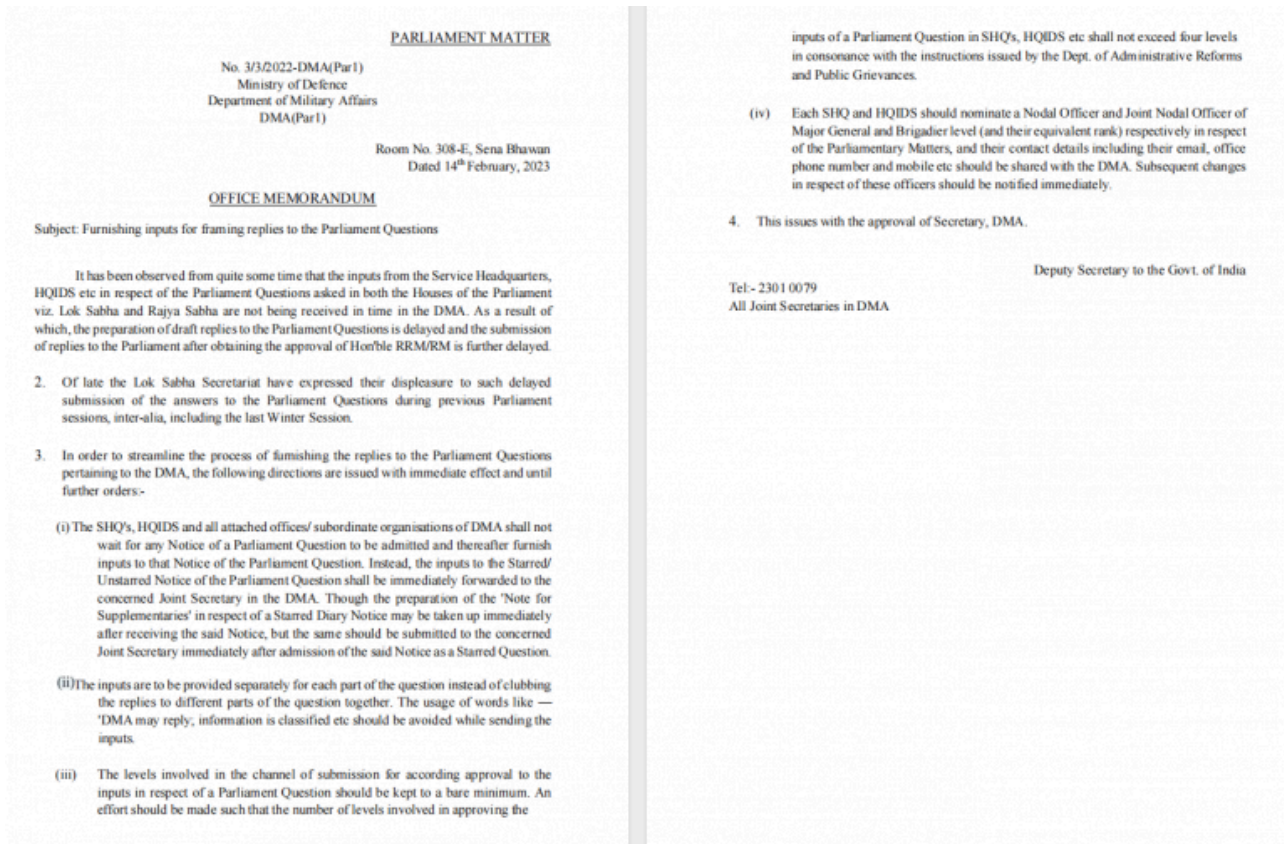 PARLIAMENT MATTER
No. 3/3/2022-DMA(Par1)
Ministry of Defence
Department of Military Affairs
DMA(Par1)
Room No. 308-E, Sena Bhawan
Dated 14th February, 2023
OFFICE MEMORANDUM
Subject: Furnishing inputs for framing replies to the Parliament Questions
It has been observed from quite some time that the inputs from the Service Headquarters,
HQIDS etc in respect of the Parliament Questions asked in both the Houses of the Parliament
viz. Lok Sabha and Rajya Sabha are not being received in time in the DMA. As a result of
which, the preparation of draft replies to the Parliament Questions is delayed and the submission
of replies to the Parliament after obtaining the approval of Hon'ble RRM/RM is further delayed.
2. Of late the Lok Sabha Secretariat have expressed their displeasure to such delayed
submission of the answers to the Parliament Questions during previous Parliament
sessions, inter-alia, including the last Winter Session.
3. In order to streamline the process of furnishing the replies to the Parliament Questions
pertaining to the DMA, the following directions are issued with immediate effect and until
further orders:-
(i) The SHQ's, HQIDS and all attached offices/ subordinate organisations of DMA shall not
wait for any Notice of a Parliament Question to be admitted and thereafter furnish
inputs to that Notice of the Parliament Question. Instead, the inputs to the Starred/
Unstarred Notice of the Parliament Question shall be immediately forwarded to the
concerned Joint Secretary in the DMA. Though the preparation of the 'Note for
Supplementaries' in respect of a Starred Diary Notice may be taken up immediately
after receiving the said Notice, but the same should be submitted to the concerned
Joint Secretary immediately after admission of the said Notice as a Starred Question.
(ii)The inputs are to be provided separately for each part of the question instead of clubbing
the replies to different parts of the question together. The usage of words like —
'DMA may reply; information is classified etc should be avoided while sending the
inputs.
(iii) The levels involved in the channel of submission for according approval to the
inputs in respect of a Parliament Question should be kept to a bare minimum. An
effort should be made such that the number of levels involved in approving the
inputs of a Parliament Question in SHQ's, HQIDS etc shall not exceed four levels
in consonance with the instructions issued by the Dept. of Administrative Reforms
and Public Grievances.
(iv) Each SHQ and HQIDS should nominate a Nodal Officer and Joint Nodal Officer of
Major General and Brigadier level (and their equivalent rank) respectively in respect
of the Parliamentary Matters, and their contact details including their email, office
phone number and mobile etc should be shared with the DMA. Subsequent changes
in respect of these officers should be notified immediately.
4. This issues with the approval of Secretary, DMA.
Deputy Secretary to the Govt. of India
Tel:- 2301 0079
All Joint Secretaries in DMA